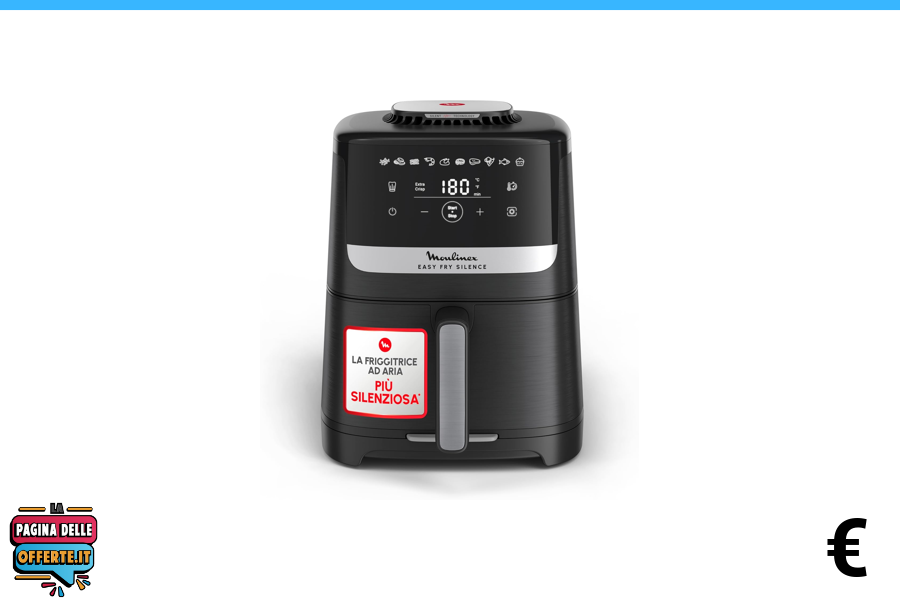 Extra
Crisp
180
°C
°F
min
Start
Stop
Moulinex
EASY FRY SILENCE
LA FRIGGITRICE
AD ARIA
PIÙ
SILENZIOSA*
LA
PAGINA DELLE
OFFERTE.IT
€